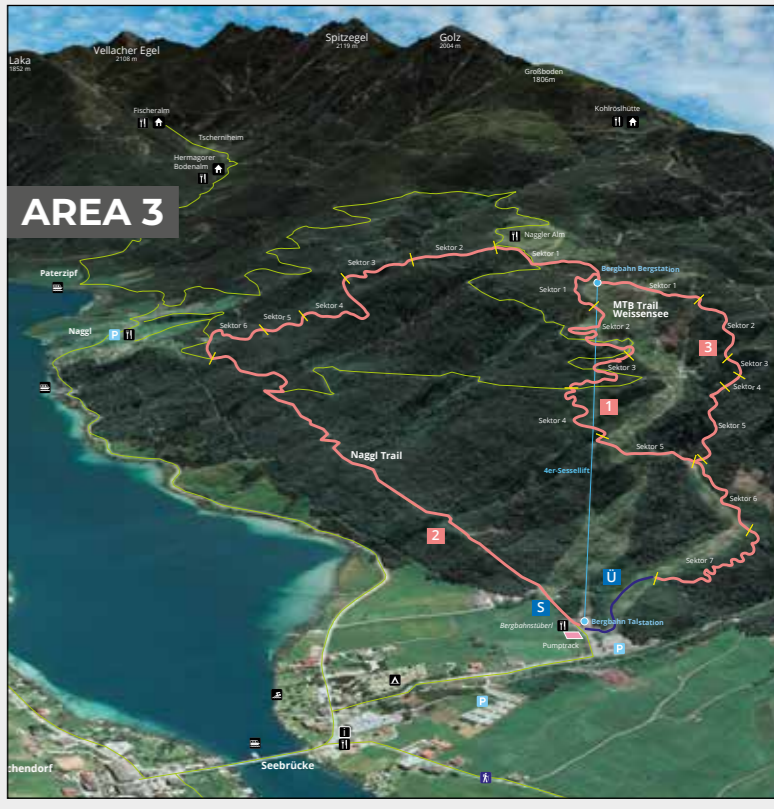 Laka
1852 m
Vellacher Egel
2108 m
Spitzegel
2119 m
Golz
2004 m
Großboden
1806m
Fischeralm
Kohlröslhütte
Tscherniheim
Hermagorer
Bodenalm
AREA 3
Naggler Alm
Sektor 3
Sektor 2
Sektor 1
Bergbahn Bergstation
Paterzipf
Sektor 1
Sektor 1
MTB Trail
Weissensee
Sektor 5
Sektor 4
Sektor 6
Naggl
P
Sektor 2
Sektor 2
3
Sektor 3
Sektor 3
Sektor 4
1
Sektor 4
Sektor 5
Naggl Trail
Sektor 5
4er-Sessellift
Sektor 6
2
Sektor 7
Ü
S
Bergbahnstüberl
Bergbahn Talstation
Pumptrack
P
P
i
Seebrücke
chendorf